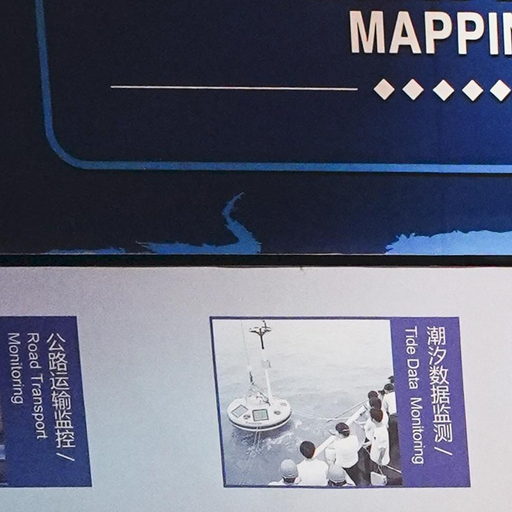 MAPPIN
公路运输监控 /
Road Transport
Monitoring
潮汐数据监测 /
Tide Data Monitoring